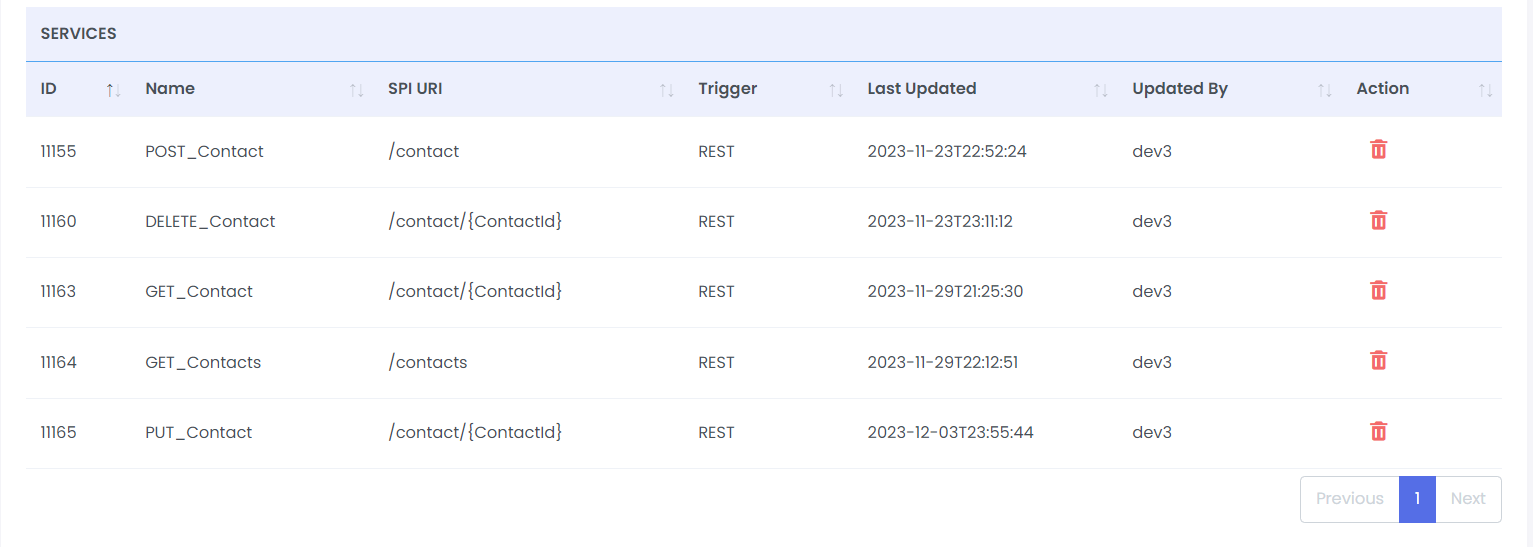 SERVICES
ID Name SPI URI Trigger Last Updated Updated By Action
11155 POST_Contact /contact REST 2023-11-23T22:52:24 dev3
11160 DELETE_Contact /contact/{ContactId} REST 2023-11-23T23:11:12 dev3
11163 GET_Contact /contact/{ContactId} REST 2023-11-29T21:25:30 dev3
11164 GET_Contacts /contacts REST 2023-11-29T22:12:51 dev3
11165 PUT_Contact /contact/{ContactId} REST 2023-12-03T23:55:44 dev3
Previous 1 Next